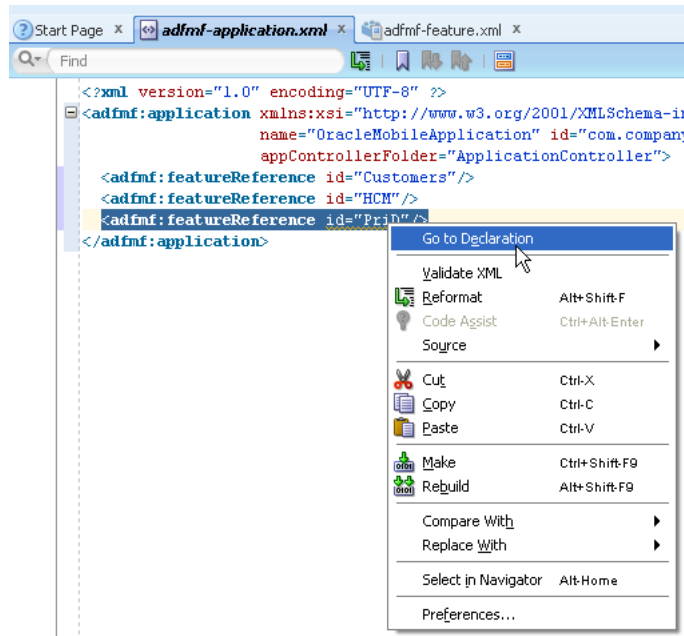 Start Page x adfmf-application.xml x adfmf-feature.xml x
Find
<?xml version="1.0" encoding="UTF-8" ?>
<adfmf:application xmlns:xsi="http://www.w3.org/2001/XMLSchema-in
name="OracleMobileApplication" id="com.company
appControllerFolder="ApplicationController">
<adfmf:featureReference id="Customers"/>
<adfmf:featureReference id="HCM"/>
<adfmf:featureReference id="PriD"/>
</adfmf:application>
Go to Declaration
Validate XML
Reformat Alt+Shift-F
Code Assist Ctrl+Alt-Enter
Source
Cut Ctrl-X
Copy Ctrl-C
Paste Ctrl-V
Make Ctrl+Shift-F9
Rebuild Alt+Shift-F9
Compare With
Replace With
Select in Navigator Alt-Home
Preferences...